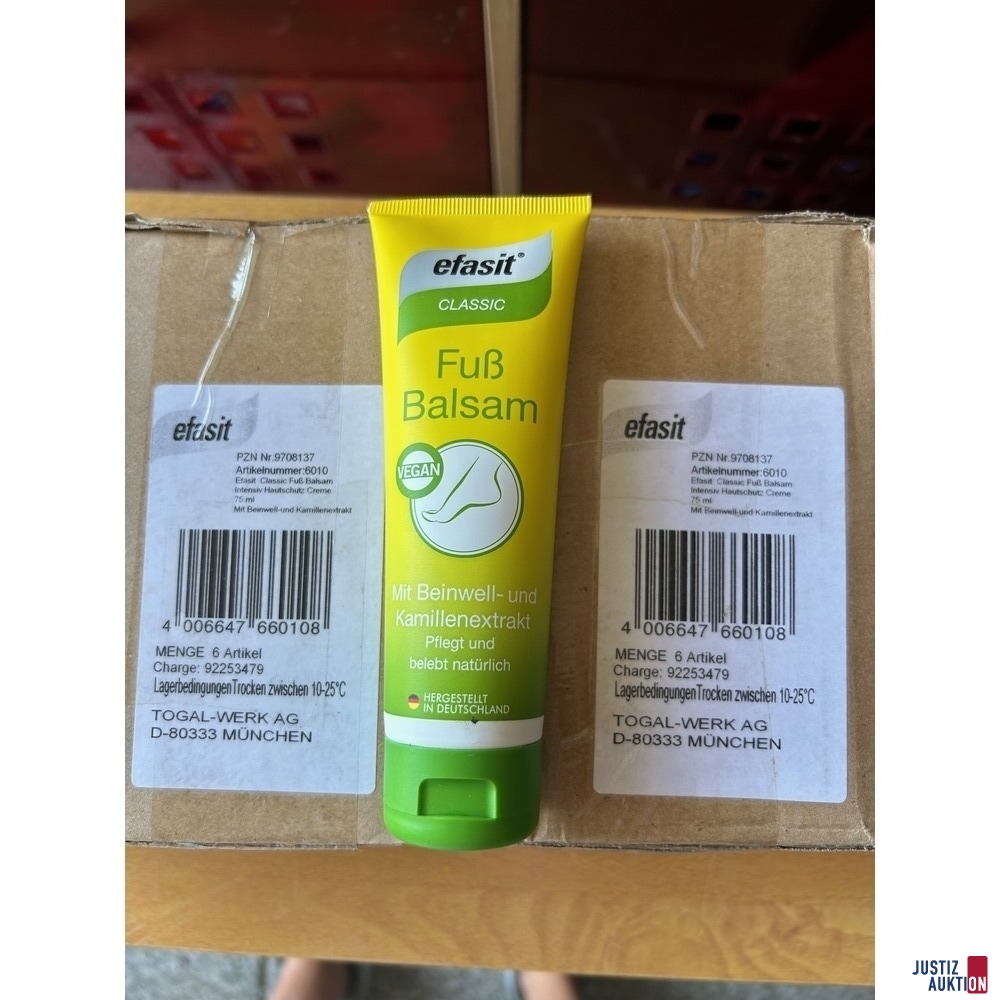 efasit®
CLASSIC
Fuß
Balsam
VEGAN
Mit Beinwell- und
Kamillenextrakt
Pflegt und
belebt natürlich
HERGESTELLT
IN DEUTSCHLAND
efasit
PZN Nr.9708137
Artikelnummer:6010
Efasit Classic Fuß Balsam
Intensiv Hautschutz Creme
75 ml
Mit Beinwell-und Kamillenextrakt
4 006647 660108
MENGE 6 Artikel
Charge: 92253479
LagerbedingungenTrocken zwischen 10-25°C
TOGAL-WERK AG
D-80333 MÜNCHEN
efasit
PZN Nr.9708137
Artikelnummer:6010
Efasit Classic Fuß Balsam
Intensiv Hautschutz Creme
75 ml
Mit Beinwell-und Kamillenextrakt
4 006647 660108
MENGE 6 Artikel
Charge: 92253479
LagerbedingungenTrocken zwischen 10-25°C
TOGAL-WERK AG
D-80333 MÜNCHEN
JUSTIZ
AUKTION